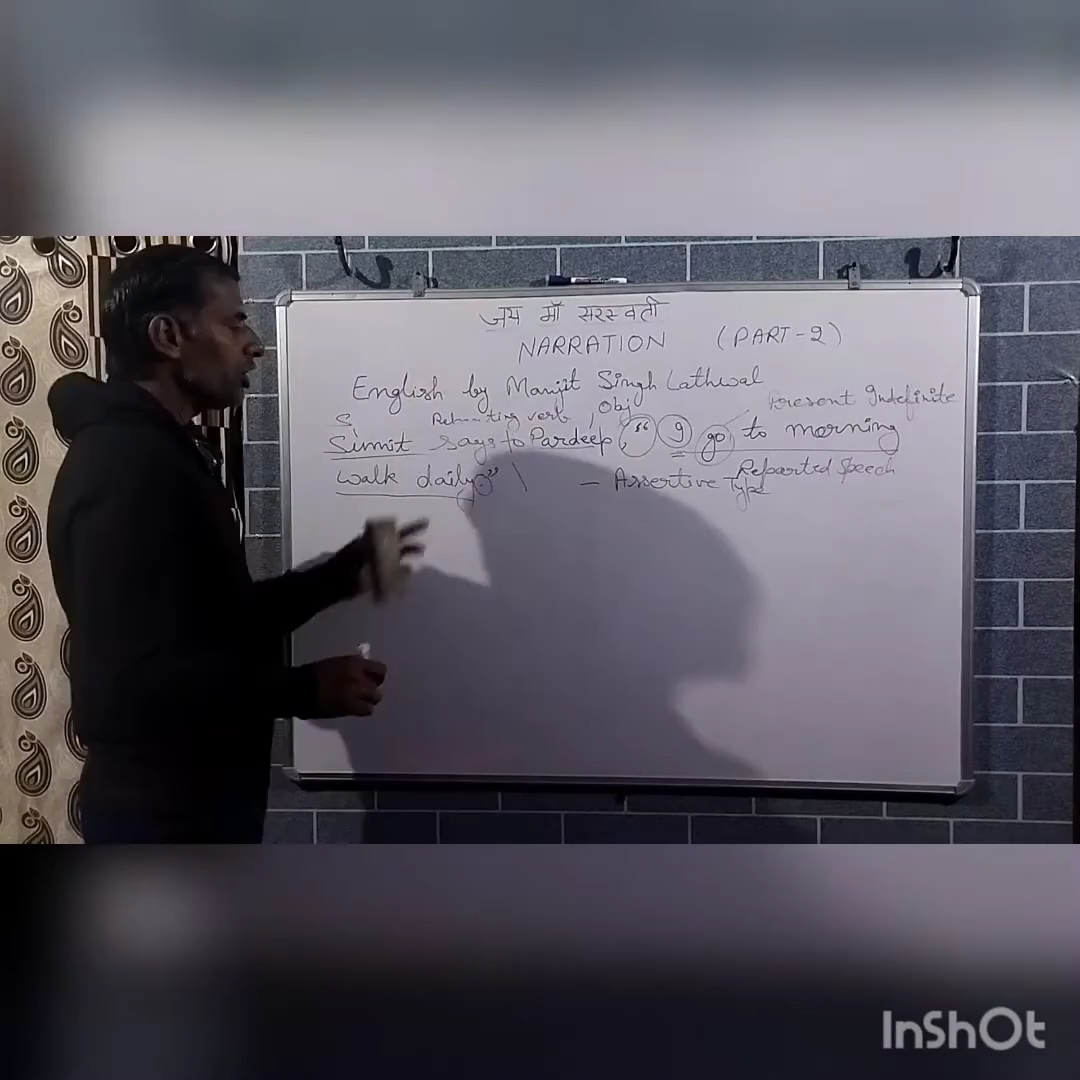 जय माँ सरस्वती
NARRATION (PART-2)
English by Manjit Singh Lathwal
S. Reporting verb, Obj Present Indefinite
Simmit says to Pardeep, “I go to morning
walk daily.” \ - Assertive Type Reported Speech
InShOt